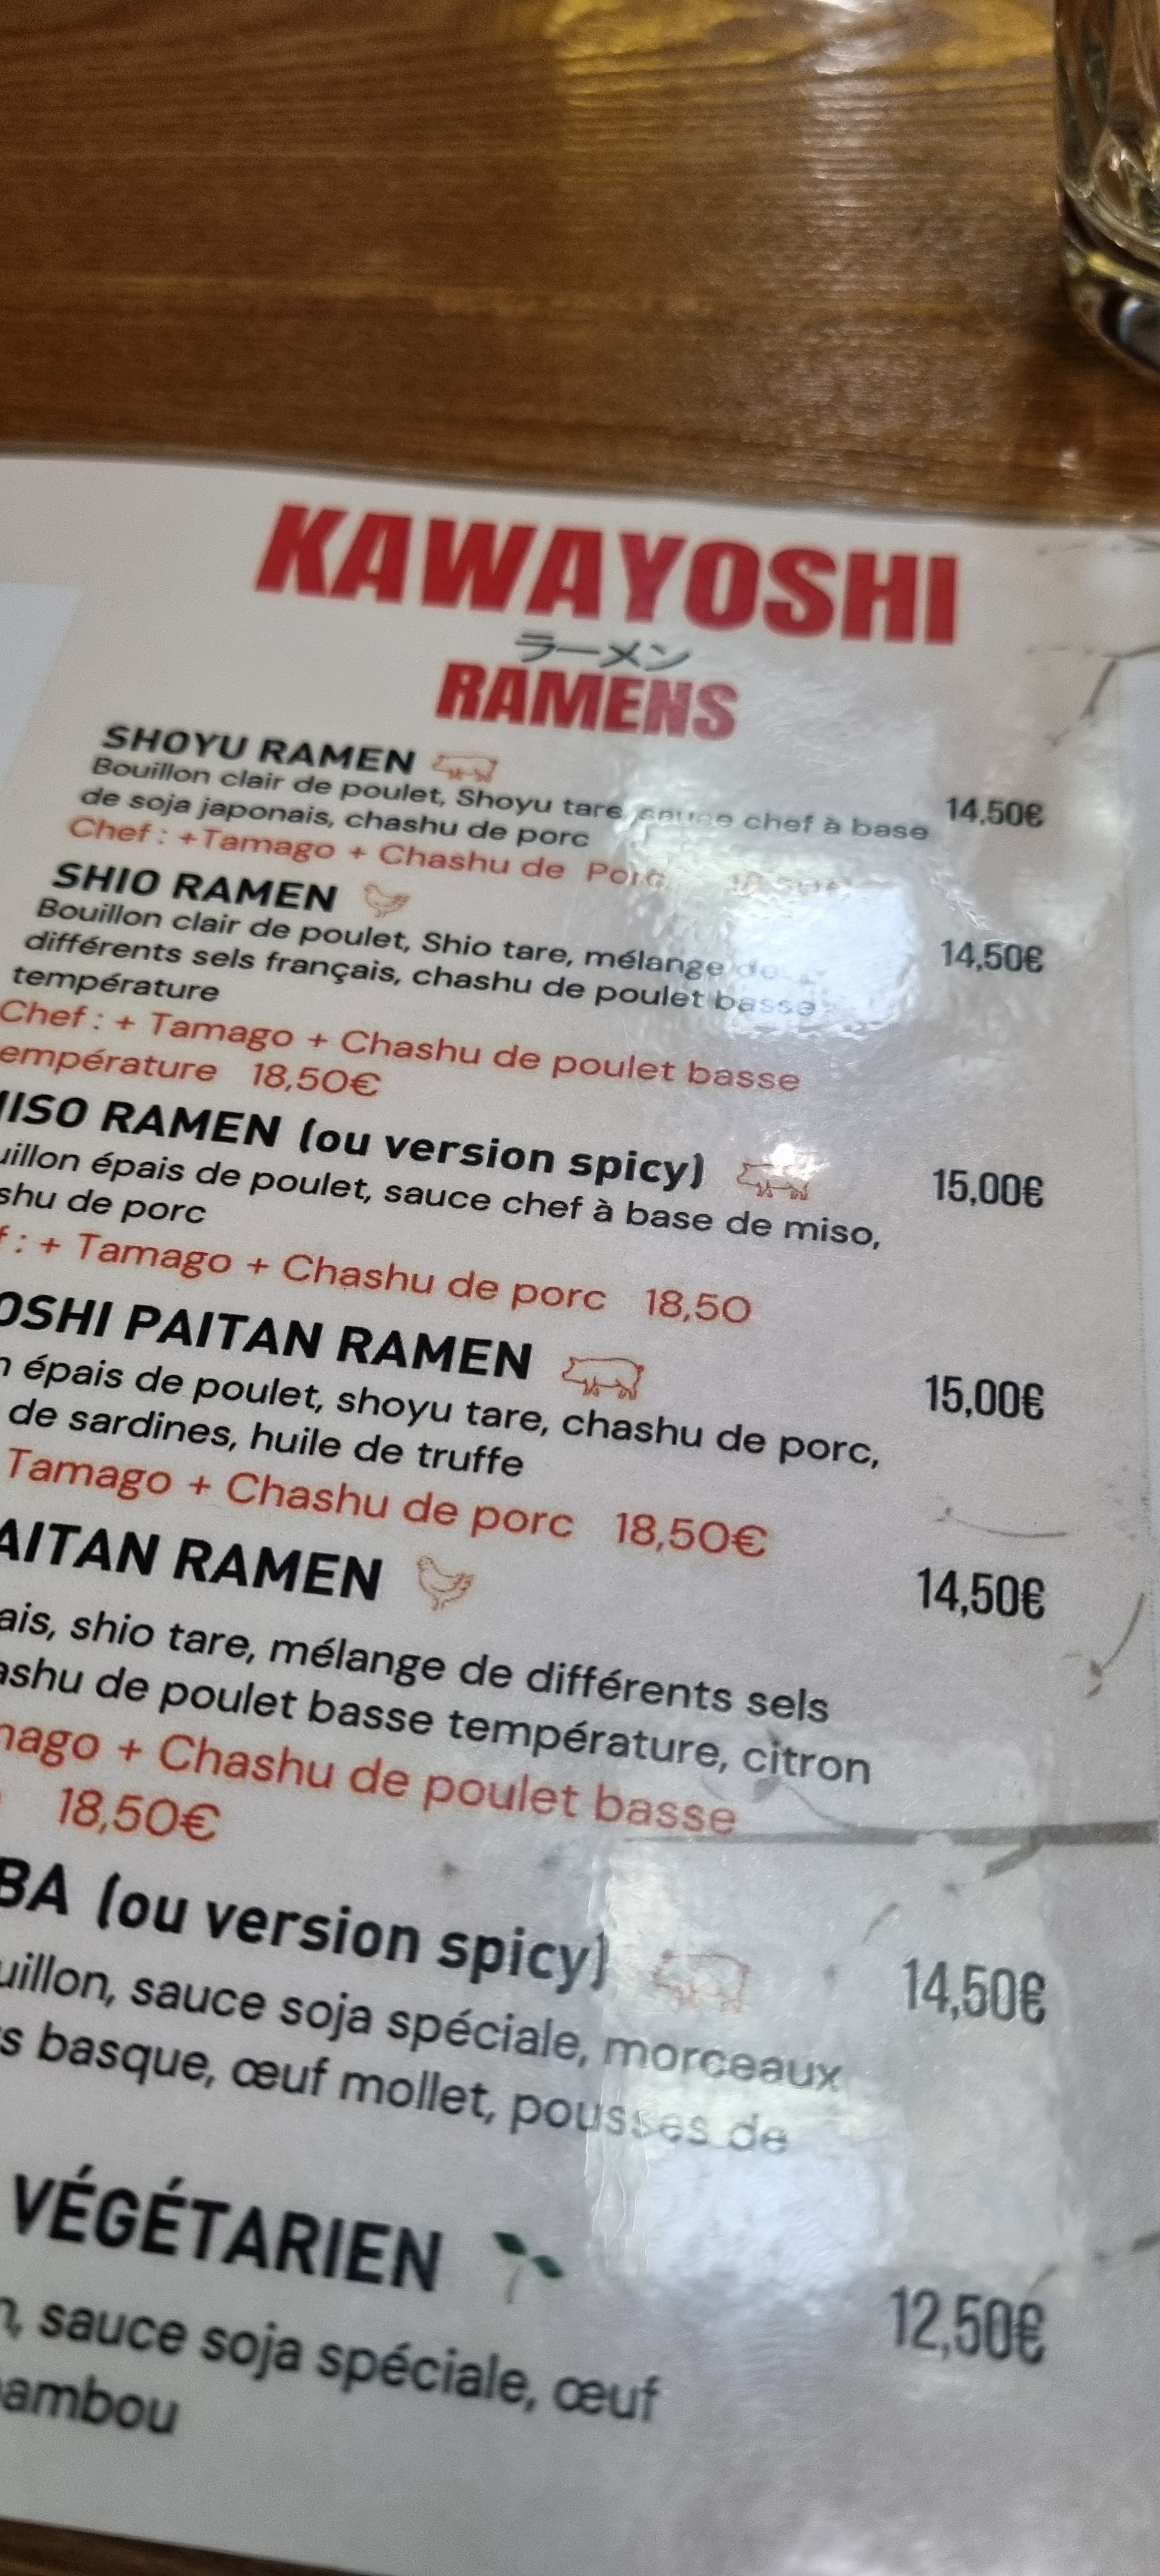 KAWAYOSHI
ラーメン
RAMENS
SHOYU RAMEN
Bouillon clair de poulet, Shoyu tare, sauce chef à base 14,50€
de soja japonais, chashu de porc
Chef : +Tamago + Chashu de Porc
SHIO RAMEN
Bouillon clair de poulet, Shio tare, mélange de 14,50€
différents sels français, chashu de poulet basse
température
Chef : + Tamago + Chashu de poulet basse
empérature 18,50€
ISO RAMEN (ou version spicy) 15,00€
uillon épais de poulet, sauce chef à base de miso,
shu de porc
f : + Tamago + Chashu de porc 18,50
OSHI PAITAN RAMEN 15,00€
n épais de poulet, shoyu tare, chashu de porc,
de sardines, huile de truffe
Tamago + Chashu de porc 18,50€
AITAN RAMEN 14,50€
ais, shio tare, mélange de différents sels
ashu de poulet basse température, citron
mago + Chashu de poulet basse
18,50€
BA (ou version spicy) 14,50€
uillon, sauce soja spéciale, morceaux
s basque, œuf mollet, pousses de
VÉGÉTARIEN 12,50€
n, sauce soja spéciale, œuf
ambou